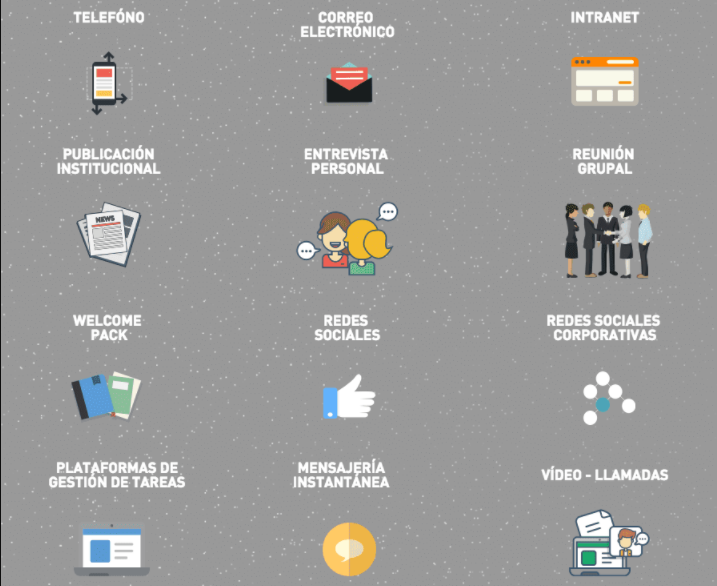 TELEFÓNO
CORREO
ELECTRÓNICO
INTRANET
PUBLICACIÓN
INSTITUCIONAL
NEWS
ENTREVISTA
PERSONAL
REUNIÓN
GRUPAL
WELCOME
PACK
REDES
SOCIALES
REDES SOCIALES
CORPORATIVAS
PLATAFORMAS DE
GESTIÓN DE TAREAS
MENSAJERÍA
INSTANTÁNEA
VÍDEO - LLAMADAS